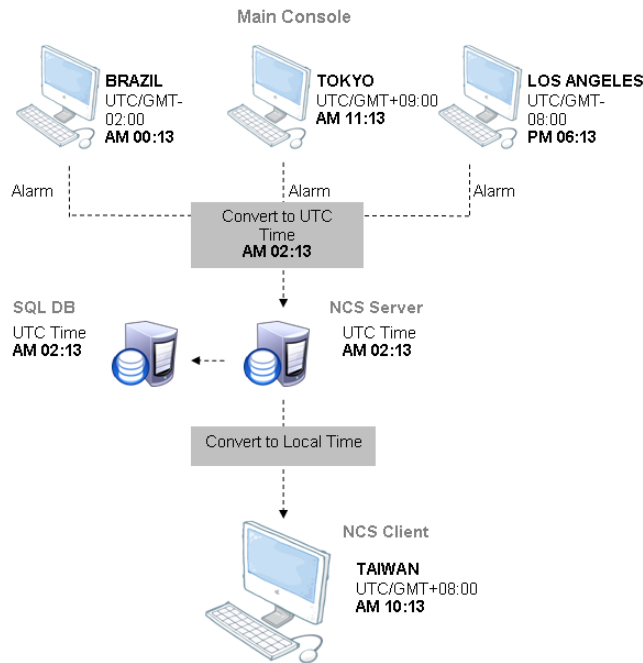 Main Console
BRAZIL
UTC/GMT-
02:00
AM 00:13
TOKYO
UTC/GMT+09:00
AM 11:13
LOS ANGELES
UTC/GMT-
08:00
PM 06:13
Alarm
Alarm
Alarm
Convert to UTC
Time
AM 02:13
SQL DB
UTC Time
AM 02:13
NCS Server
UTC Time
AM 02:13
Convert to Local Time
NCS Client
TAIWAN
UTC/GMT+08:00
AM 10:13